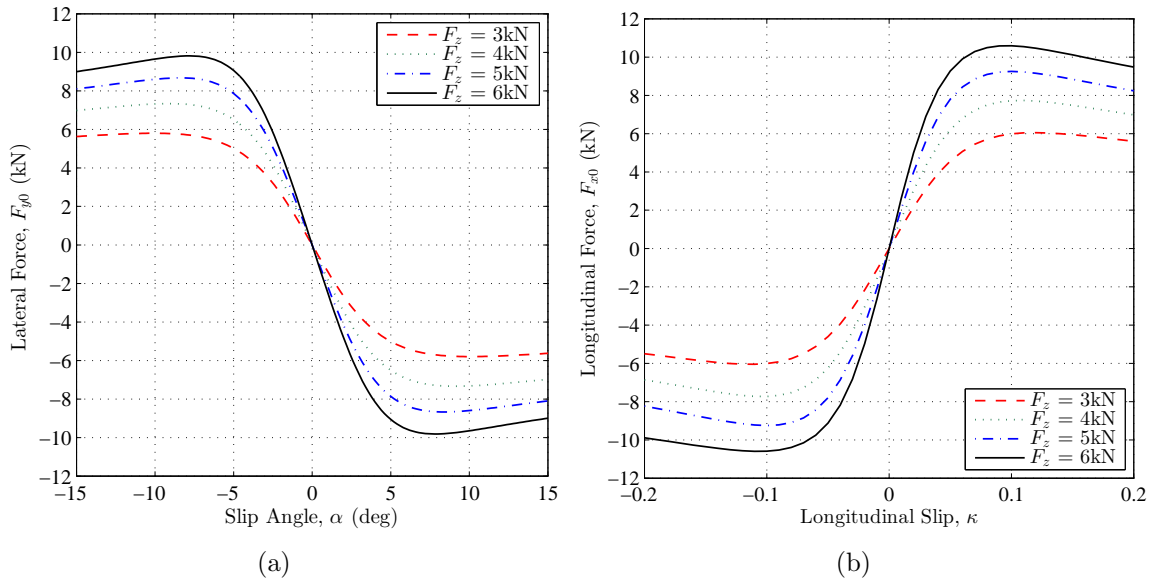 12
10
8
6
4
2
0
−2
−4
−6
−8
−10
12
Lateral Force, F_y0 (kN)
F_z = 3kN
F_z = 4kN
F_z = 5kN
F_z = 6kN
−15 −10 −5 0 5 10 15
Slip Angle, α (deg)
(a)
12
10
8
6
4
2
0
−2
−4
−6
−8
−10
12
Longitudinal Force, F_x0 (kN)
F_z = 3kN
F_z = 4kN
F_z = 5kN
F_z = 6kN
−0.2 −0.1 0 0.1 0.2
Longitudinal Slip, κ
(b)